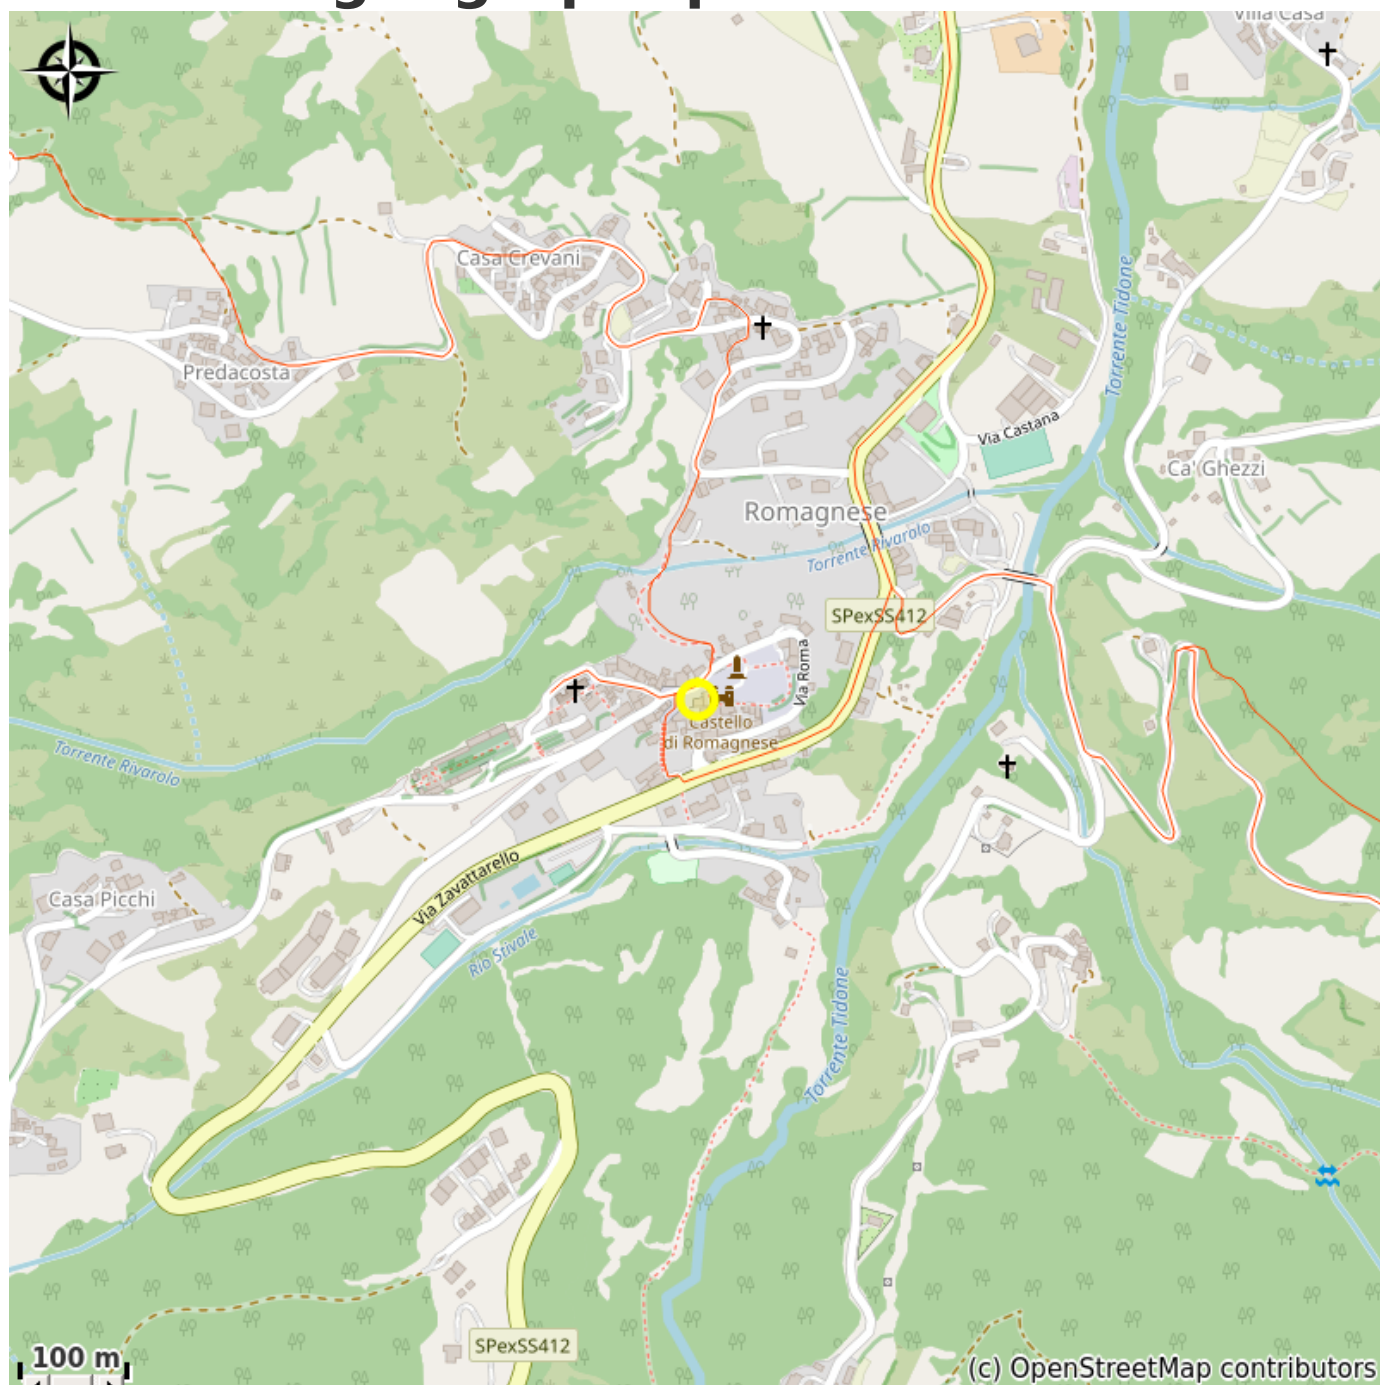 Villa Casa
Casa Crevani
Torrente Tidone
Predacosta
Via Castana
Ca' Ghezzi
Romagnese
Torrente Rivarolo
SPexSS412
Via Roma
Castello
di Romagnese
Torrente Rivarolo
Via Zavattarello
Casa Picchi
Rio Stivale
Torrente Tidone
SPexSS412
100 m
(c) OpenStreetMap contributors